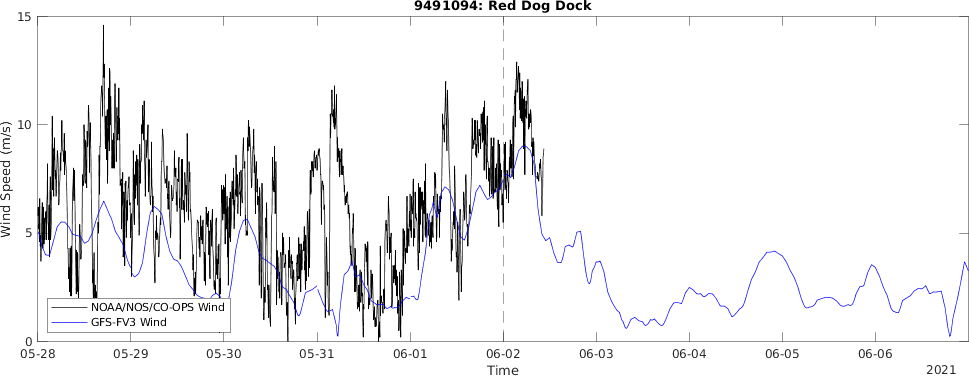 9491094: Red Dog Dock
Wind Speed (m/s)
15
10
5
0
NOAA/NOS/CO-OPS Wind
GFS-FV3 Wind
05-28 05-29 05-30 05-31 06-01 06-02 06-03 06-04 06-05 06-06
Time
2021